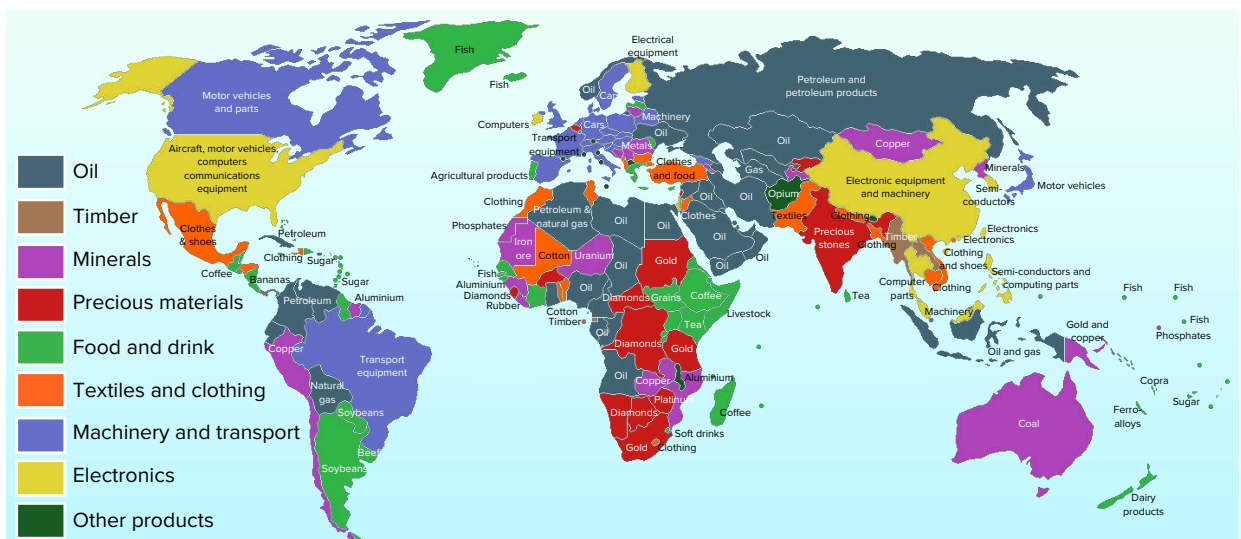 Oil
Timber
Minerals
Precious materials
Food and drink
Textiles and clothing
Machinery and transport
Electronics
Other products
Fish
Fish
Motor vehicles
and parts
Aircraft, motor vehicles,
computers
communications
equipment
Clothes
& shoes
Petroleum
Clothing
Sugar
Coffee
Bananas
Sugar
Aluminium
Petroleum
Copper
Transport
equipment
Natural
gas
Soybeans
Soybeans
Beef
Electrical
equipment
Oil
Cars
Computers
Cars
Machinery
Transport
equipment
Oil
Metals
Agricultural products
Clothes
and food
Clothing
Petroleum &
natural gas
Oil
Oil
Clothes
Oil
Oil
Oil
Oil
Oil
Phosphates
Iron
ore
Cotton
Uranium
Oil
Gold
Fish
Aluminium
Diamonds
Rubber
Cotton
Timber
Oil
Diamonds
Grains
Coffee
Livestock
Tea
Oil
Diamonds
Gold
Oil
Copper
Aluminium
Platinu
Diamonds
Coffee
Gold
Soft drinks
Clothing
Petroleum and
petroleum products
Oil
Gas
Opium
Textiles
Copper
Minerals
Motor vehicles
Semi-
conductors
Electronic equipment
and machinery
Clothing
Precious
stones
Clothing
Timber
Electronics
Electronics
Clothing
and shoes
Computer
parts
Clothing
Semi-conductors and
computing parts
Tea
Machinery
Oil and gas
Gold and
copper
Fish
Fish
Fish
Phosphates
Copra
Sugar
Ferro-
alloys
Coal
Dairy
products